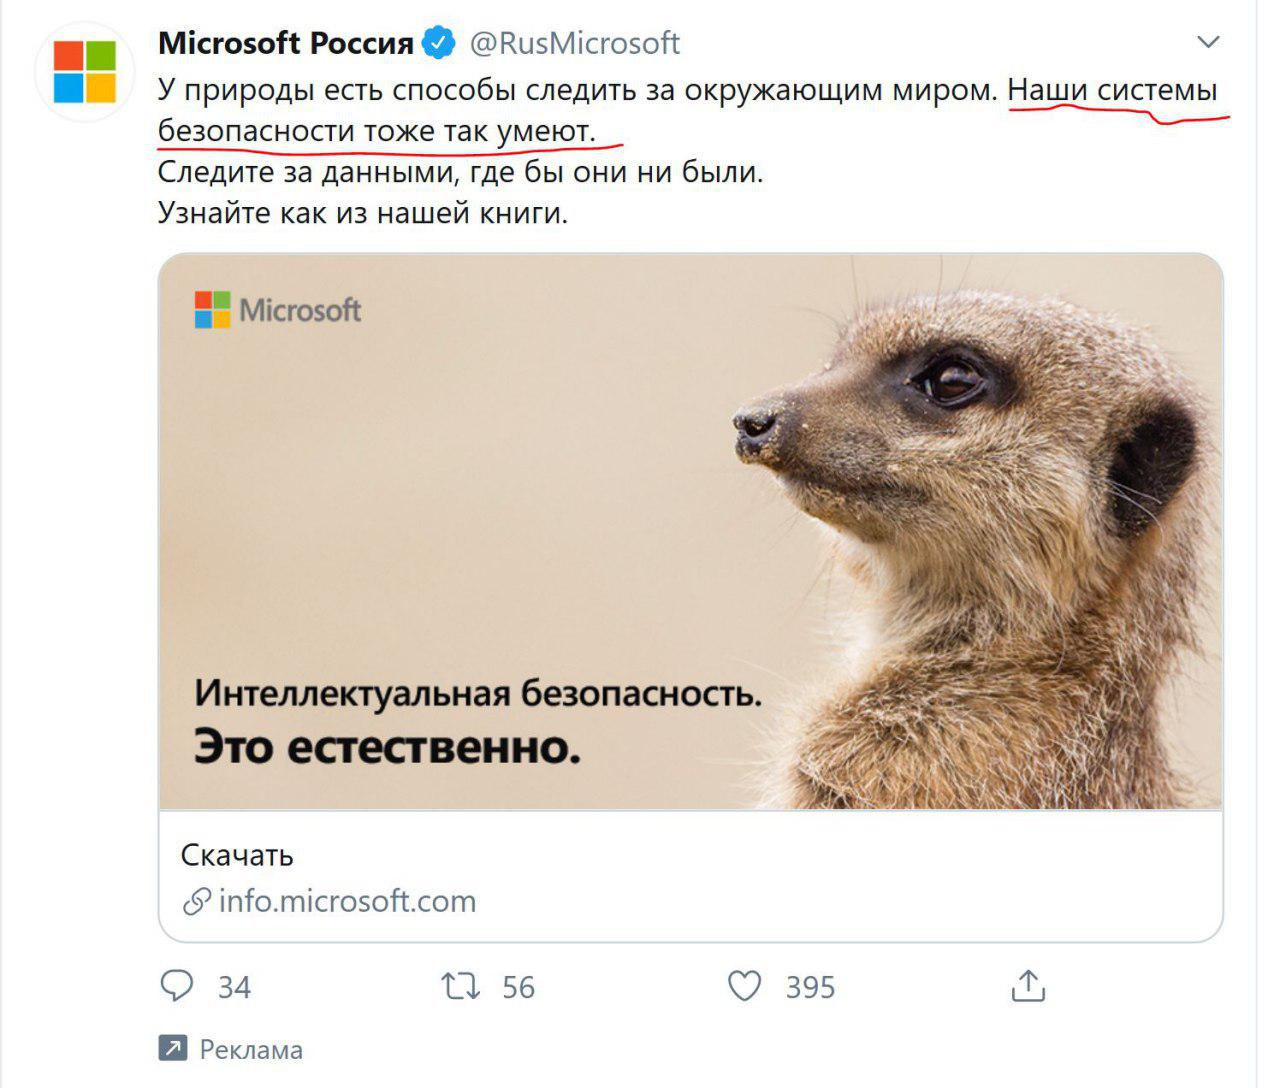 Microsoft Россия @RusMicrosoft
У природы есть способы следить за окружающим миром. Наши системы
безопасности тоже так умеют.
Следите за данными, где бы они ни были.
Узнайте как из нашей книги.
Microsoft
Интеллектуальная безопасность.
Это естественно.
Скачать
info.microsoft.com
34 56 395
Реклама